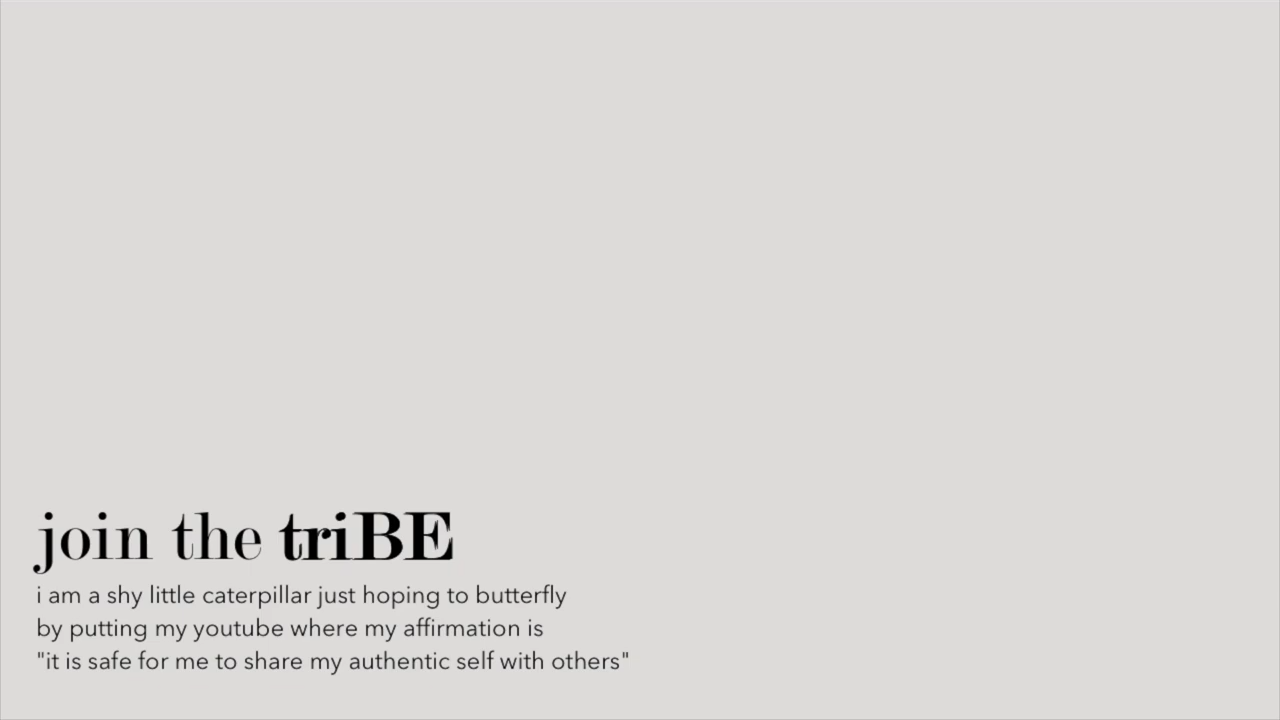 join the triBE
i am a shy little caterpillar just hoping to butterfly
by putting my youtube where my affirmation is
"it is safe for me to share my authentic self with others"